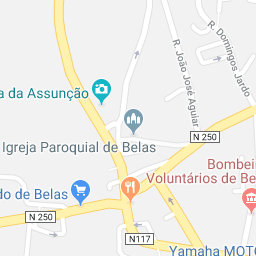 R. Domingos Jardo
R. João José Aguiar
a da Assunção
N 250
Igreja Paroquial de Belas
Bombei
Voluntários de Be
do de Belas
N 250
N117
Yamaha MOTO